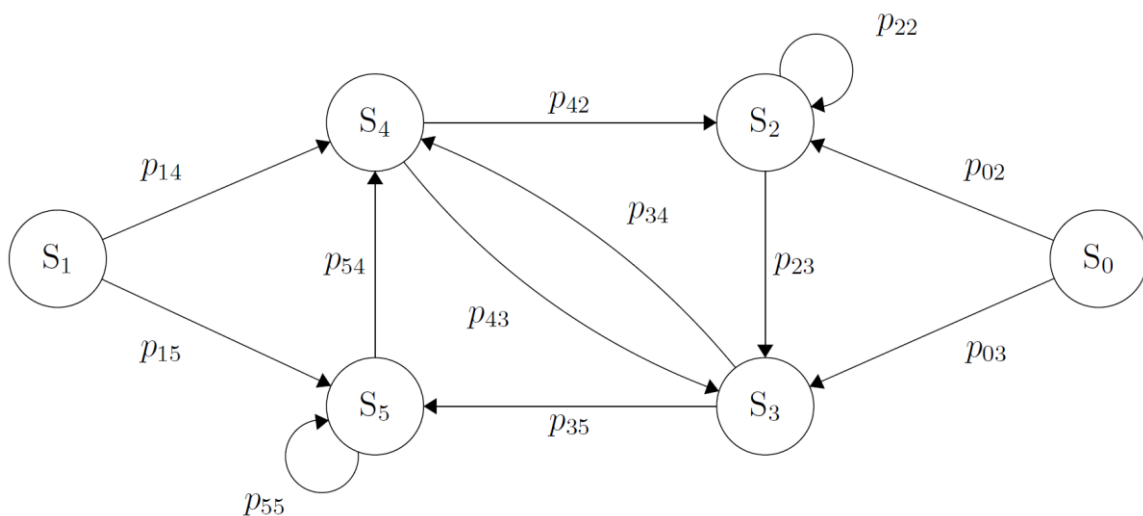 p₂₂
S₄
p₄₂
S₂
p₁₄
p₀₂
p₃₄
S₁
p₅₄
p₂₃
S₀
p₄₃
p₁₅
p₀₃
S₅
p₃₅
S₃
p₅₅